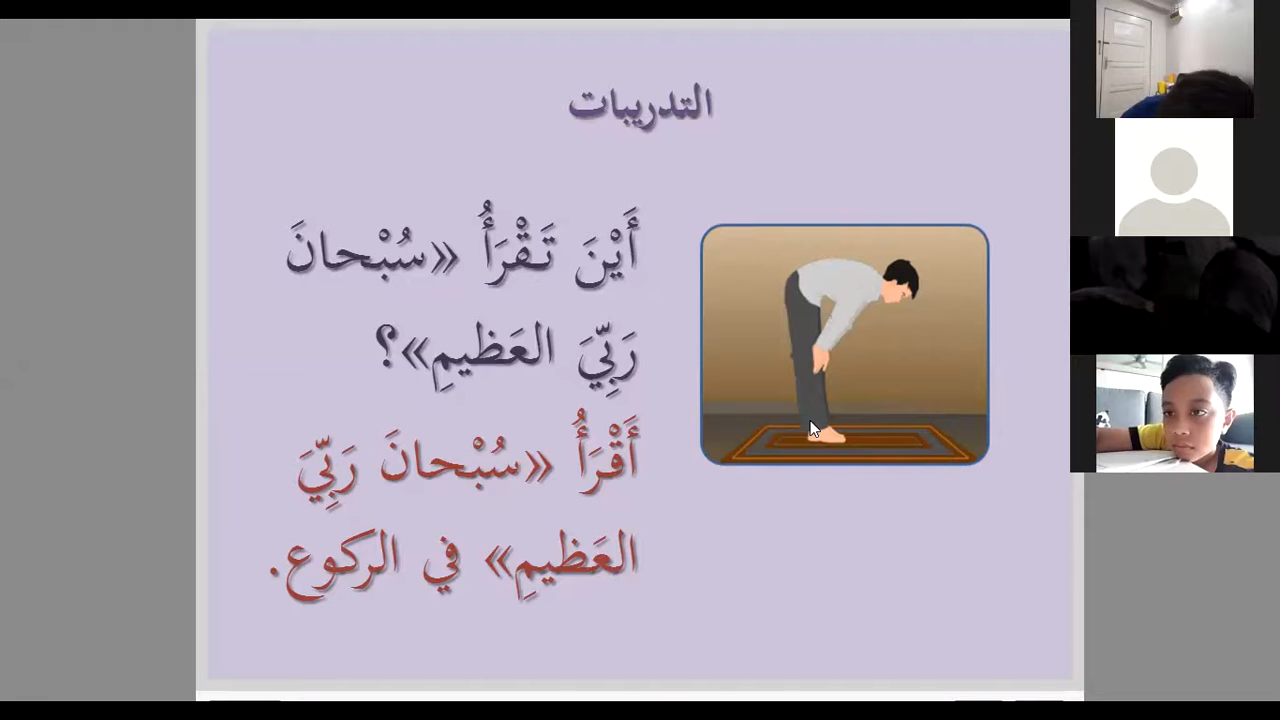 التدريبات
أَيْنَ تَقْرَأُ «سُبْحانَ
رَبِّيَ العَظيمِ»؟
أَقْرَأُ «سُبْحانَ رَبِّيَ
العَظيمِ» في الركوع.